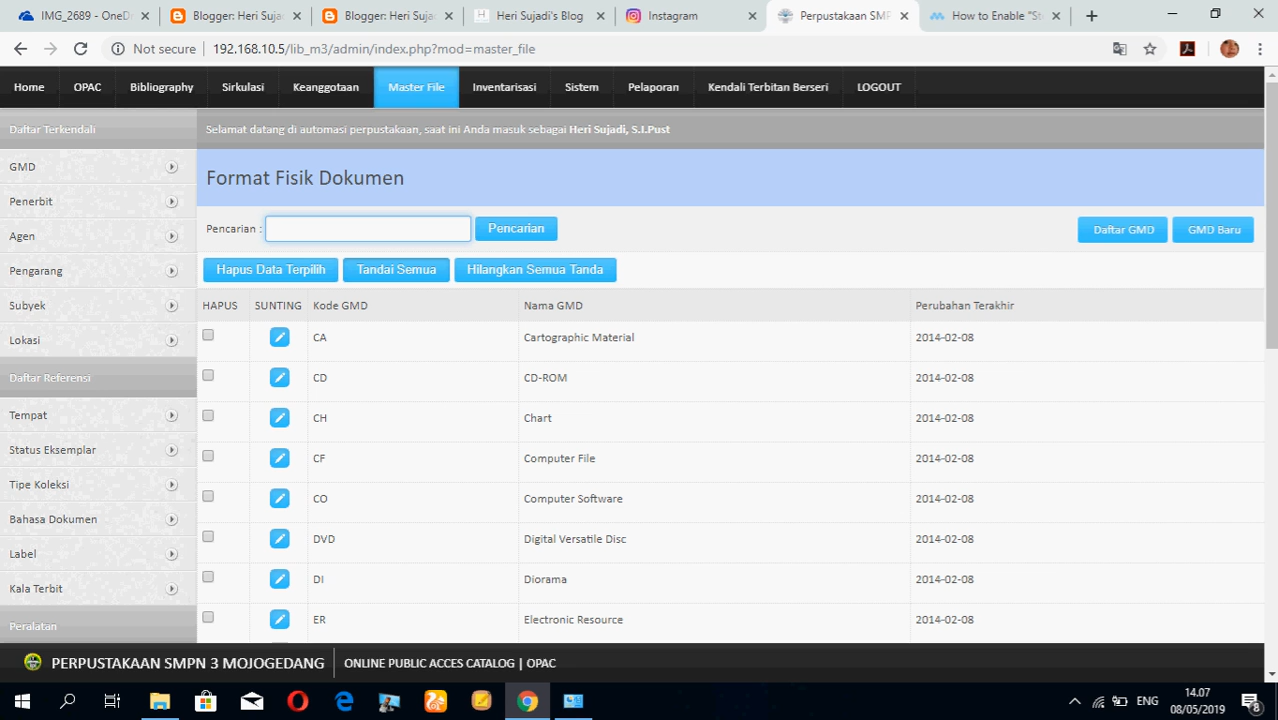 IMG_2689 - OneD
Blogger: Heri Suja
Blogger: Heri Suja
Heri Sujadi's Blog
Instagram
Perpustakaan SMP
How to Enable "St
Not secure | 192.168.10.5/lib_m3/admin/index.php?mod=master_file
Home OPAC Bibliography Sirkulasi Keanggotaan Master File Inventarisasi Sistem Pelaporan Kendali Terbitan Berseri LOGOUT
Daftar Terkendali
Selamat datang di automasi perpustakaan, saat ini Anda masuk sebagai Heri Sujadi, S.I.Pust
GMD
Penerbit
Agen
Pengarang
Subyek
Lokasi
Daftar Referensi
Tempat
Status Eksemplar
Tipe Koleksi
Bahasa Dokumen
Label
Kala Terbit
Peralatan
Format Fisik Dokumen
Pencarian : Pencarian Daftar GMD GMD Baru
Hapus Data Terpilih Tandai Semua Hilangkan Semua Tanda
HAPUS SUNTING Kode GMD Nama GMD Perubahan Terakhir
CA Cartographic Material 2014-02-08
CD CD-ROM 2014-02-08
CH Chart 2014-02-08
CF Computer File 2014-02-08
CO Computer Software 2014-02-08
DVD Digital Versatile Disc 2014-02-08
DI Diorama 2014-02-08
ER Electronic Resource 2014-02-08
PERPUSTAKAAN SMPN 3 MOJOGEDANG ONLINE PUBLIC ACCES CATALOG | OPAC
ENG
14.07
08/05/2019
8